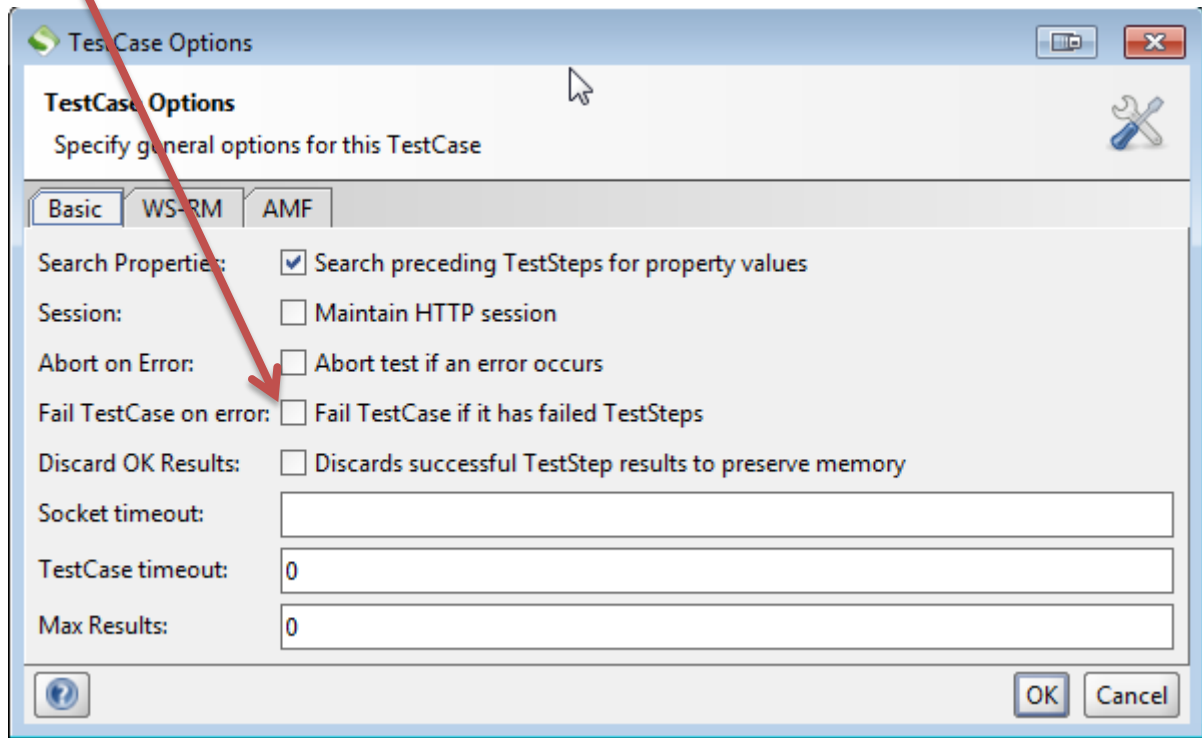 TestCase Options
TestCase Options
Specify general options for this TestCase
Basic WS-RM AMF
Search Properties: Search preceding TestSteps for property values
Session: Maintain HTTP session
Abort on Error: Abort test if an error occurs
Fail TestCase on error: Fail TestCase if it has failed TestSteps
Discard OK Results: Discards successful TestStep results to preserve memory
Socket timeout:
TestCase timeout: 0
Max Results: 0
? OK Cancel